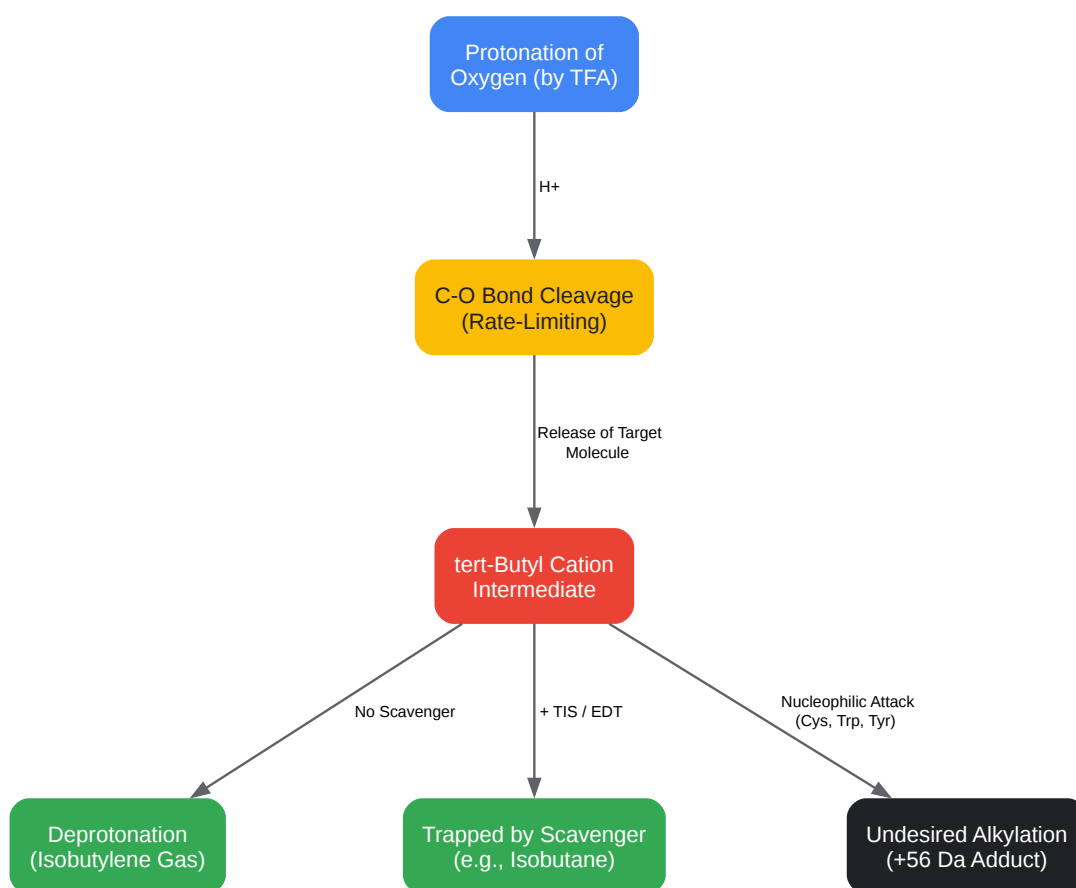 Protonation of
Oxygen (by TFA)
H+
C-O Bond Cleavage
(Rate-Limiting)
Release of Target
Molecule
tert-Butyl Cation
Intermediate
No Scavenger
+ TIS / EDT
Nucleophilic Attack
(Cys, Trp, Tyr)
Deprotonation
(Isobutylene Gas)
Trapped by Scavenger
(e.g., Isobutane)
Undesired Alkylation
(+56 Da Adduct)